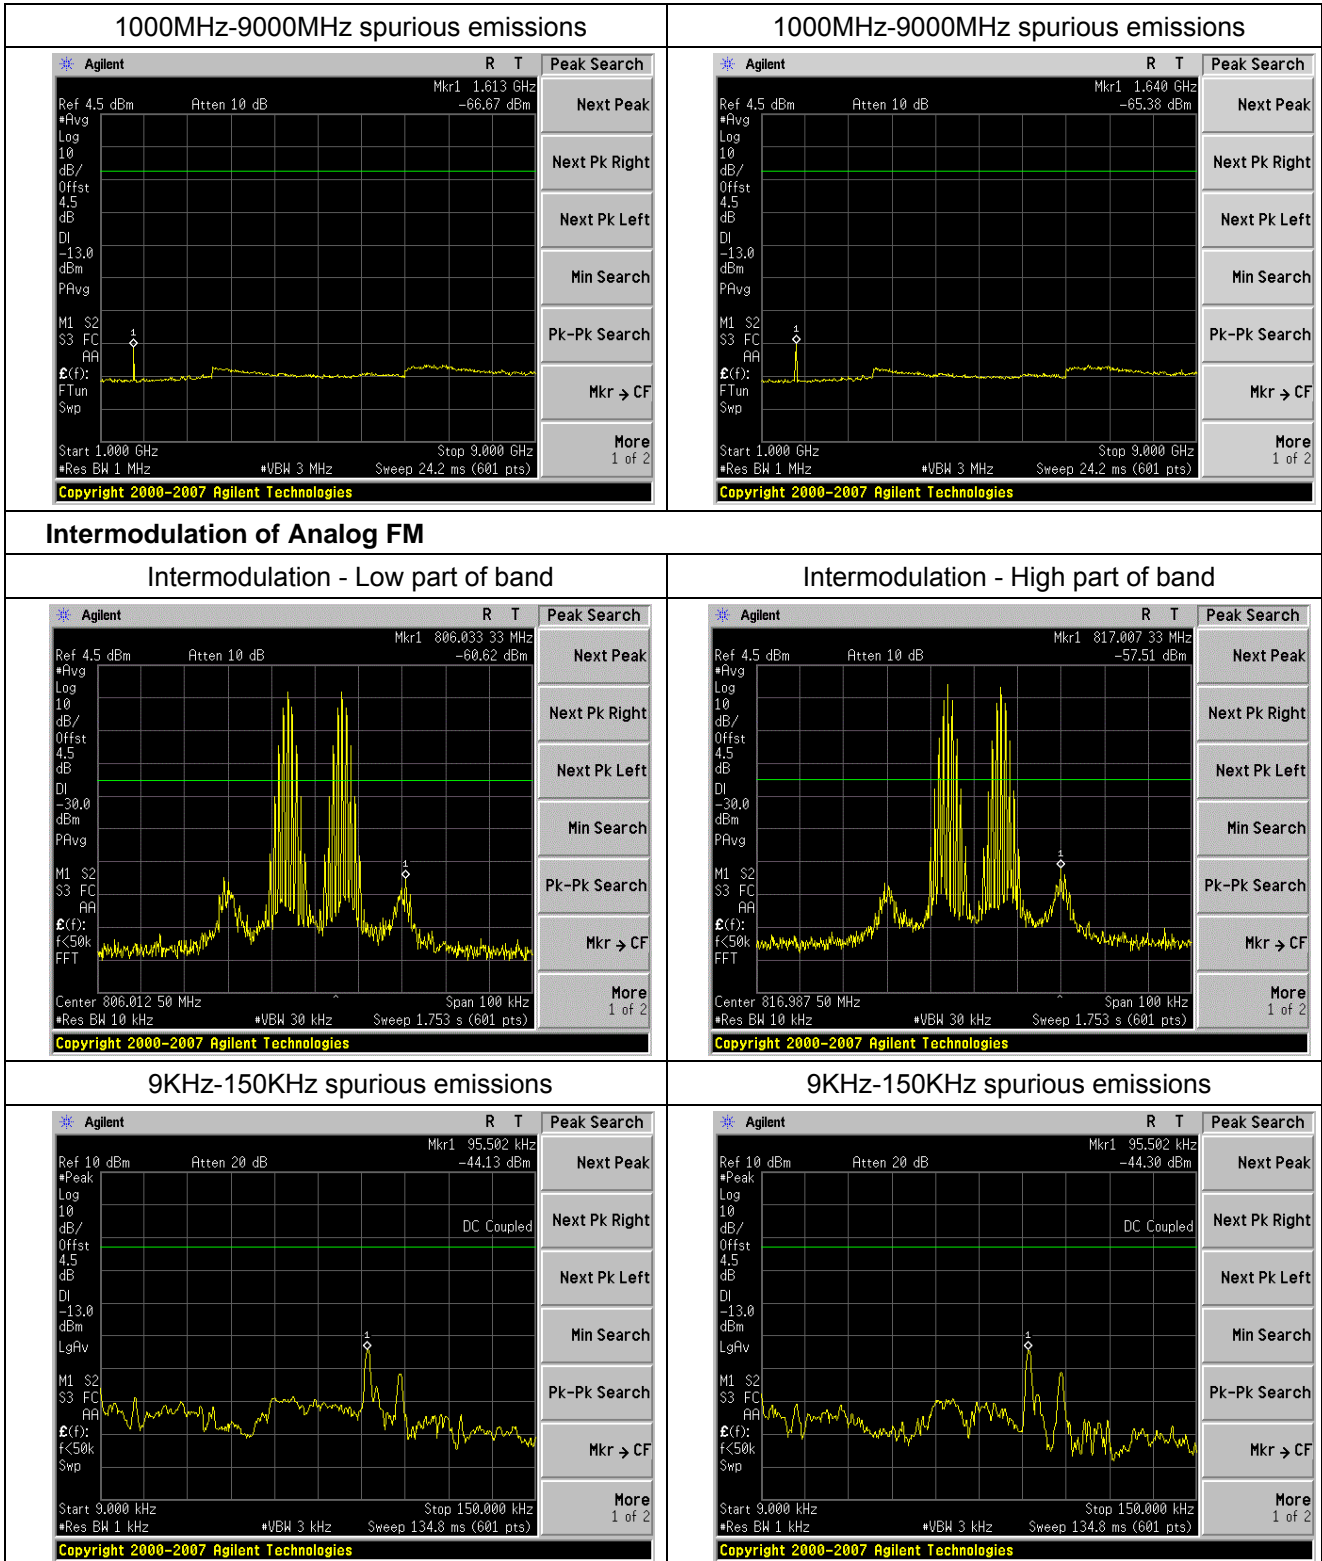 1000MHz-9000MHz spurious emissions
1000MHz-9000MHz spurious emissions
Agilent R T Peak Search
Mkr1 1.613 GHz
Ref 4.5 dBm Atten 10 dB -66.67 dBm
#Avg
Log
10
dB/
Offst
4.5
dB
DI
-13.0
dBm
PAvg
M1 S2
S3 FC
AA
£(f):
FTun
Swp
1
Start 1.000 GHz Stop 9.000 GHz
#Res BW 1 MHz #VBW 3 MHz Sweep 24.2 ms (601 pts)
Copyright 2000-2007 Agilent Technologies
Next Peak
Next Pk Right
Next Pk Left
Min Search
Pk-Pk Search
Mkr → CF
More
1 of 2
Agilent R T Peak Search
Mkr1 1.640 GHz
Ref 4.5 dBm Atten 10 dB -65.38 dBm
#Avg
Log
10
dB/
Offst
4.5
dB
DI
-13.0
dBm
PAvg
M1 S2
S3 FC
AA
£(f):
FTun
Swp
1
Start 1.000 GHz Stop 9.000 GHz
#Res BW 1 MHz #VBW 3 MHz Sweep 24.2 ms (601 pts)
Copyright 2000-2007 Agilent Technologies
Next Peak
Next Pk Right
Next Pk Left
Min Search
Pk-Pk Search
Mkr → CF
More
1 of 2
Intermodulation of Analog FM
Intermodulation - Low part of band
Intermodulation - High part of band
Agilent R T Peak Search
Mkr1 806.033 33 MHz
Ref 4.5 dBm Atten 10 dB -60.62 dBm
#Avg
Log
10
dB/
Offst
4.5
dB
DI
-30.0
dBm
PAvg
M1 S2
S3 FC
AA
£(f):
f<50k
FFT
1
Center 806.012 50 MHz Span 100 kHz
#Res BW 10 kHz #VBW 30 kHz Sweep 1.753 s (601 pts)
Copyright 2000-2007 Agilent Technologies
Next Peak
Next Pk Right
Next Pk Left
Min Search
Pk-Pk Search
Mkr → CF
More
1 of 2
Agilent R T Peak Search
Mkr1 817.007 33 MHz
Ref 4.5 dBm Atten 10 dB -57.51 dBm
#Avg
Log
10
dB/
Offst
4.5
dB
DI
-30.0
dBm
PAvg
M1 S2
S3 FC
AA
£(f):
f<50k
FFT
1
Center 816.987 50 MHz Span 100 kHz
#Res BW 10 kHz #VBW 30 kHz Sweep 1.753 s (601 pts)
Copyright 2000-2007 Agilent Technologies
Next Peak
Next Pk Right
Next Pk Left
Min Search
Pk-Pk Search
Mkr → CF
More
1 of 2
9KHz-150KHz spurious emissions
9KHz-150KHz spurious emissions
Agilent R T Peak Search
Mkr1 95.502 kHz
Ref 10 dBm Atten 20 dB -44.13 dBm
#Peak
Log
10
dB/
Offst
4.5
dB
DI
-13.0
dBm
LgAv
M1 S2
S3 FC
AA
£(f):
f<50k
Swp
DC Coupled
1
Start 9.000 kHz Stop 150.000 kHz
#Res BW 1 kHz #VBW 3 kHz Sweep 134.8 ms (601 pts)
Copyright 2000-2007 Agilent Technologies
Next Peak
Next Pk Right
Next Pk Left
Min Search
Pk-Pk Search
Mkr → CF
More
1 of 2
Agilent R T Peak Search
Mkr1 95.502 kHz
Ref 10 dBm Atten 20 dB -44.30 dBm
#Peak
Log
10
dB/
Offst
4.5
dB
DI
-13.0
dBm
LgAv
M1 S2
S3 FC
AA
£(f):
f<50k
Swp
DC Coupled
1
Start 9.000 kHz Stop 150.000 kHz
#Res BW 1 kHz #VBW 3 kHz Sweep 134.8 ms (601 pts)
Copyright 2000-2007 Agilent Technologies
Next Peak
Next Pk Right
Next Pk Left
Min Search
Pk-Pk Search
Mkr → CF
More
1 of 2